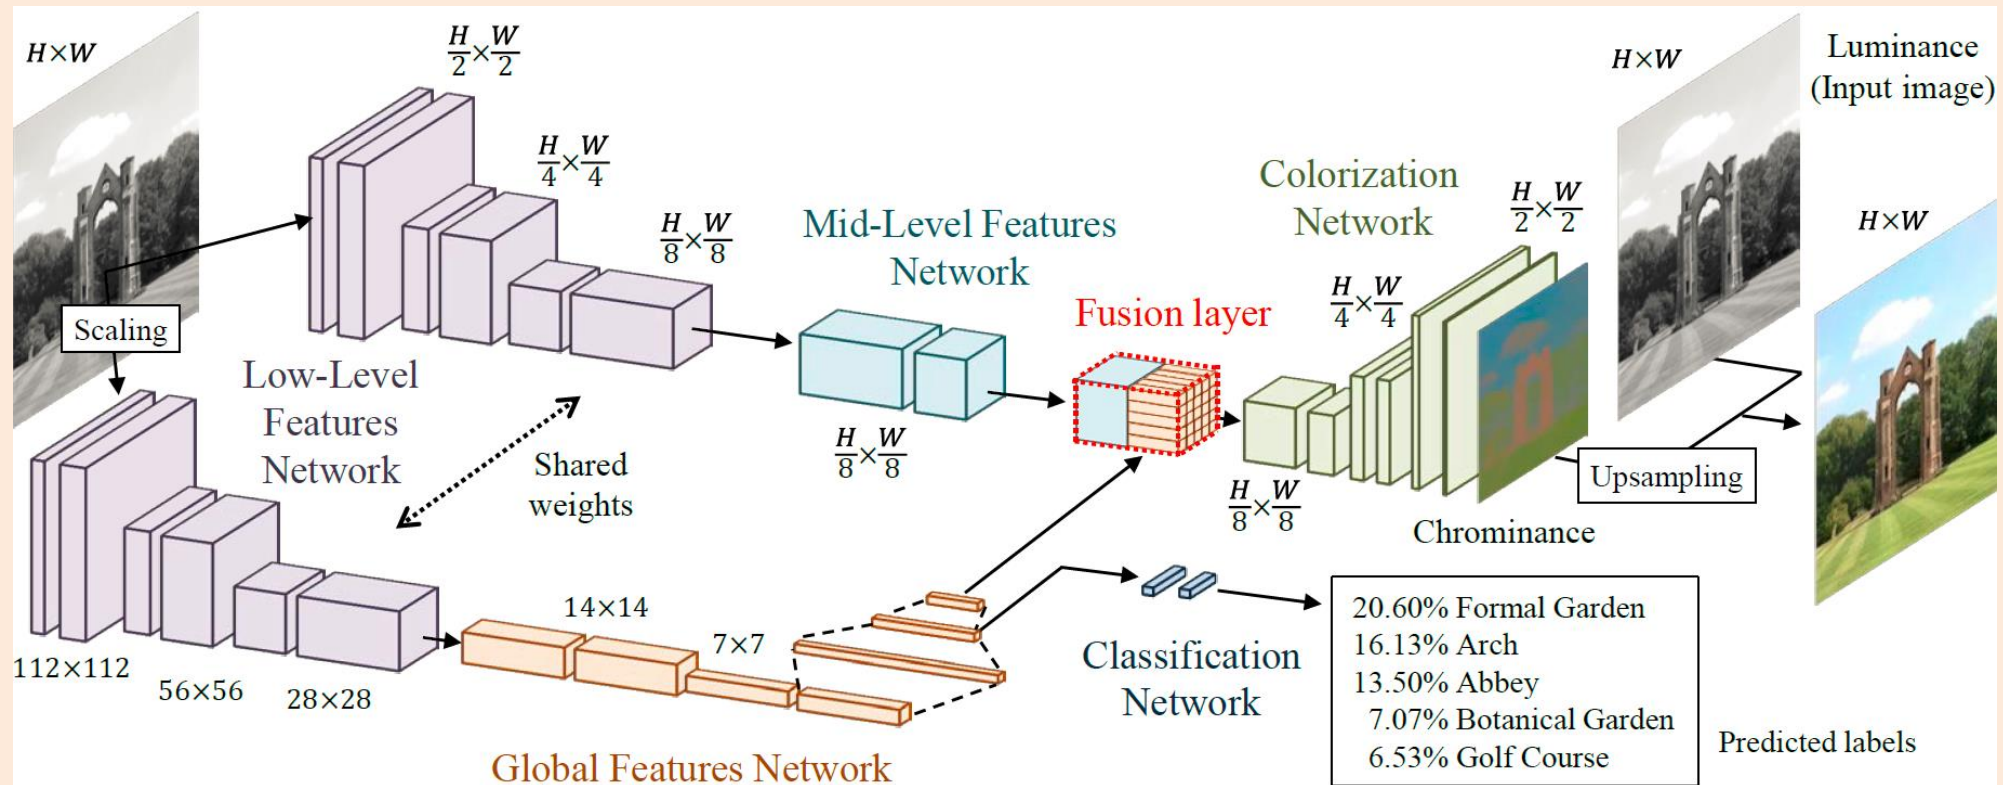 H×W
H/2×W/2
H/4×W/4
H/8×W/8
Scaling
Low-Level
Features
Network
Shared
weights
112×112
56×56
28×28
Mid-Level Features
Network
H/8×W/8
Fusion layer
14×14
7×7
Global Features Network
Colorization
Network
H/8×W/8
H/4×W/4
H/2×W/2
Chrominance
Classification
Network
20.60% Formal Garden
16.13% Arch
13.50% Abbey
7.07% Botanical Garden
6.53% Golf Course
Predicted labels
H×W
Luminance
(Input image)
Upsampling
H×W